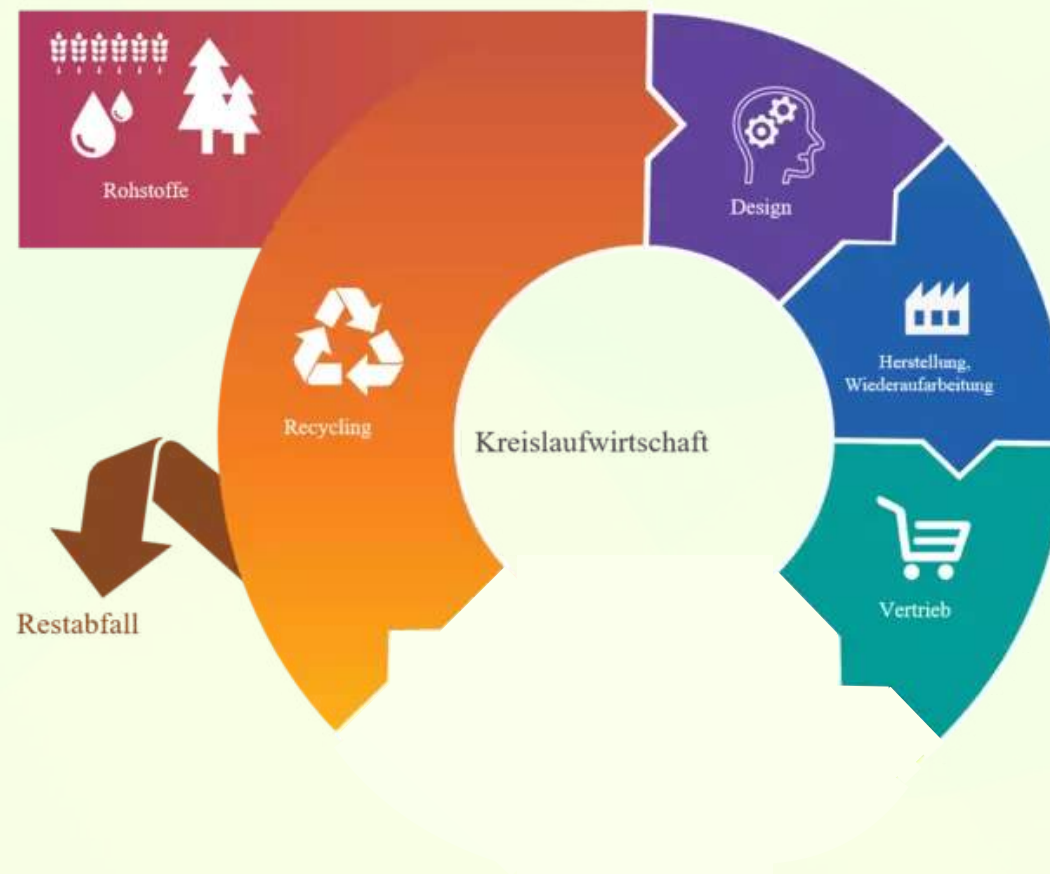 Rohstoffe
Design
Herstellung,
Wiederaufarbeitung
Recycling
Kreislaufwirtschaft
Vertrieb
Restabfall